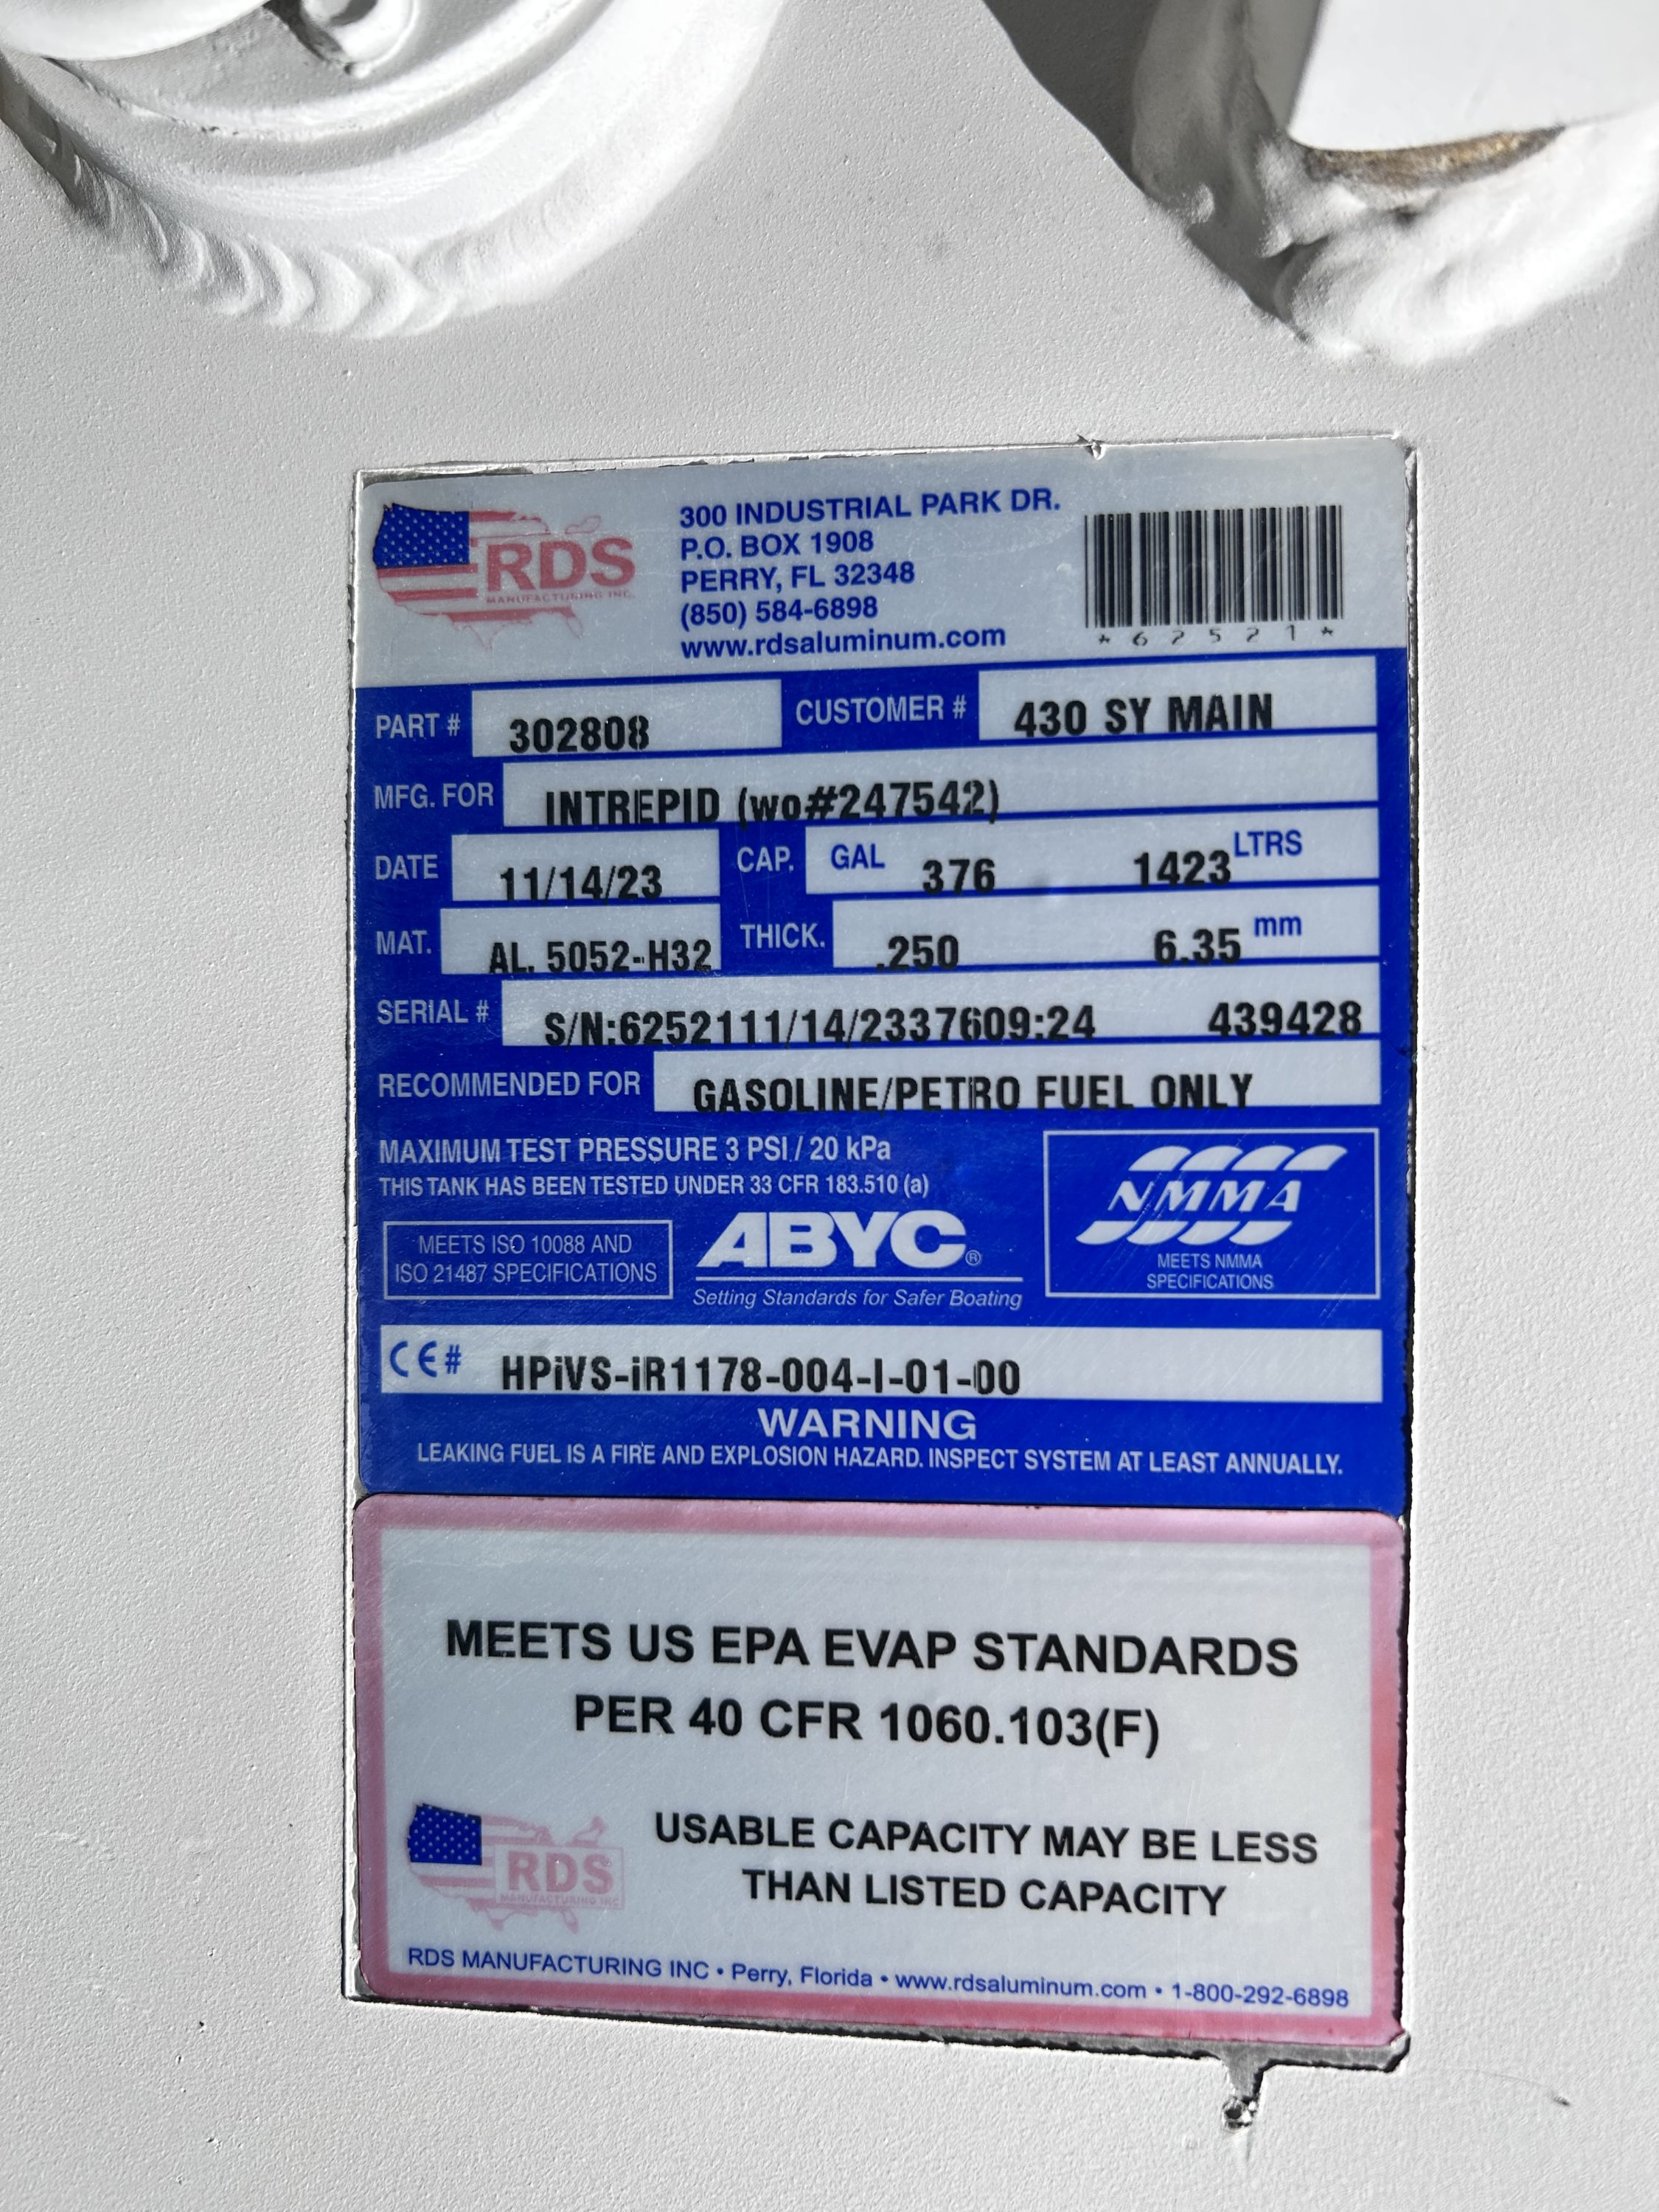 RDS
MANUFACTURING INC.
300 INDUSTRIAL PARK DR.
P.O. BOX 1908
PERRY, FL 32348
(850) 584-6898
www.rdsaluminum.com
*62521*
PART # 302808 CUSTOMER # 430 SY MAIN
MFG. FOR INTREPID (wo#247542)
DATE 11/14/23 CAP. GAL 376 1423 LTRS
MAT. AL. 5052-H32 THICK. .250 6.35 mm
SERIAL # S/N:6252111/14/2337609:24 439428
RECOMMENDED FOR GASOLINE/PETRO FUEL ONLY
MAXIMUM TEST PRESSURE 3 PSI / 20 kPa
THIS TANK HAS BEEN TESTED UNDER 33 CFR 183.510 (a)
MEETS ISO 10088 AND
ISO 21487 SPECIFICATIONS
ABYC®
Setting Standards for Safer Boating
NMMA
MEETS NMMA
SPECIFICATIONS
CE# HPiVS-iR1178-004-I-01-00
WARNING
LEAKING FUEL IS A FIRE AND EXPLOSION HAZARD. INSPECT SYSTEM AT LEAST ANNUALLY.
MEETS US EPA EVAP STANDARDS
PER 40 CFR 1060.103(F)
RDS
MANUFACTURING INC
USABLE CAPACITY MAY BE LESS
THAN LISTED CAPACITY
RDS MANUFACTURING INC • Perry, Florida • www.rdsaluminum.com • 1-800-292-6898